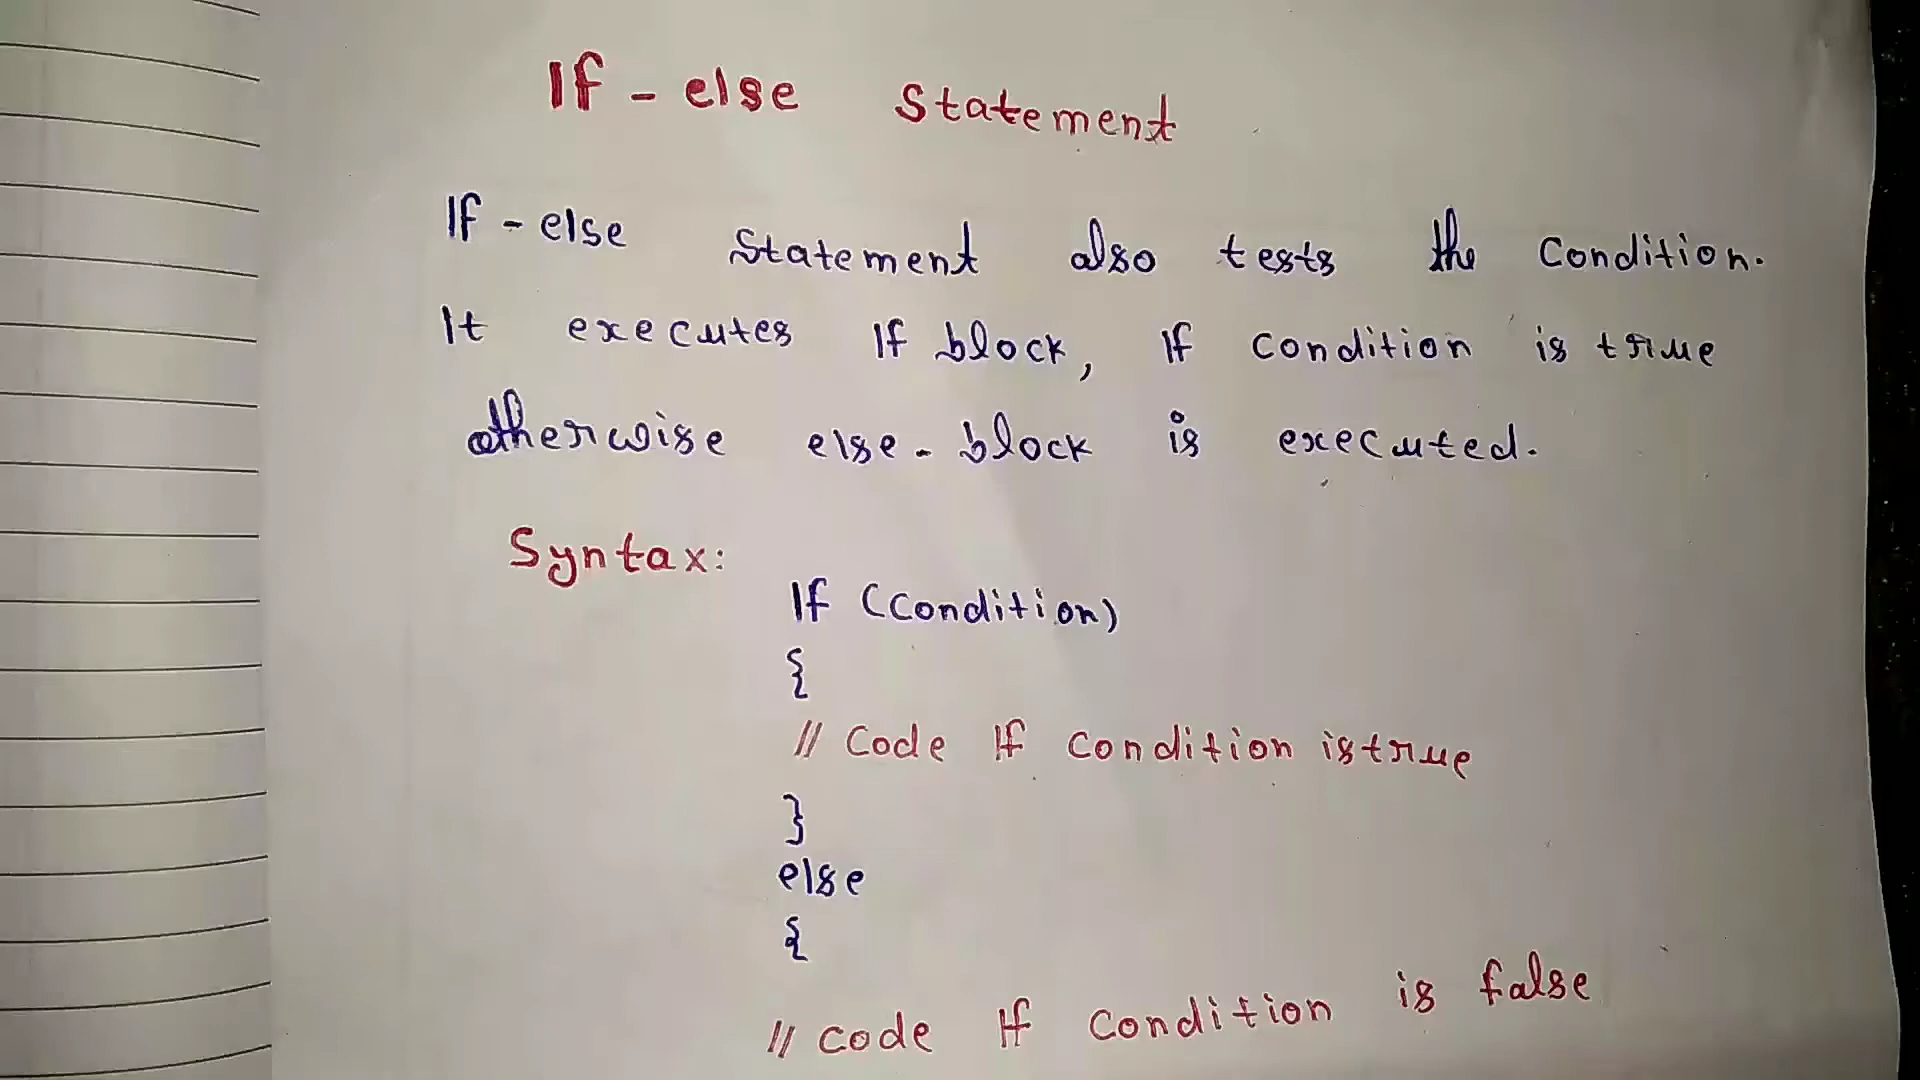 If - else Statement
If - else Statement also tests the Condition.
It executes If block, If Condition is true
otherwise else - block is executed.
Syntax:
If (Condition)
{
// Code If Condition is true
}
else
{
// Code If Condition is false